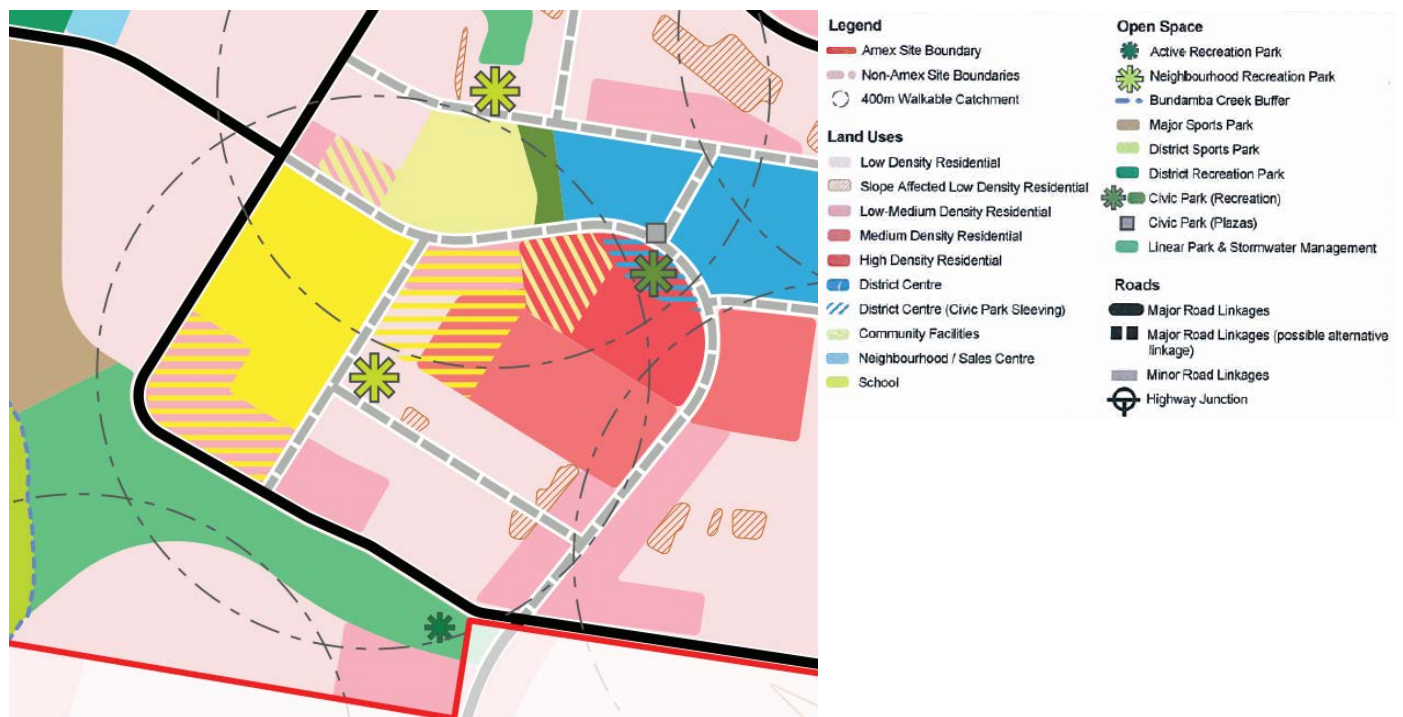 Legend
Amex Site Boundary
Non-Amex Site Boundaries
400m Walkable Catchment
Land Uses
Low Density Residential
Slope Affected Low Density Residential
Low-Medium Density Residential
Medium Density Residential
High Density Residential
District Centre
District Centre (Civic Park Sleeving)
Community Facilities
Neighbourhood / Sales Centre
School
Open Space
Active Recreation Park
Neighbourhood Recreation Park
Bundamba Creek Buffer
Major Sports Park
District Sports Park
District Recreation Park
Civic Park (Recreation)
Civic Park (Plazas)
Linear Park & Stormwater Management
Roads
Major Road Linkages
Major Road Linkages (possible alternative
linkage)
Minor Road Linkages
Highway Junction